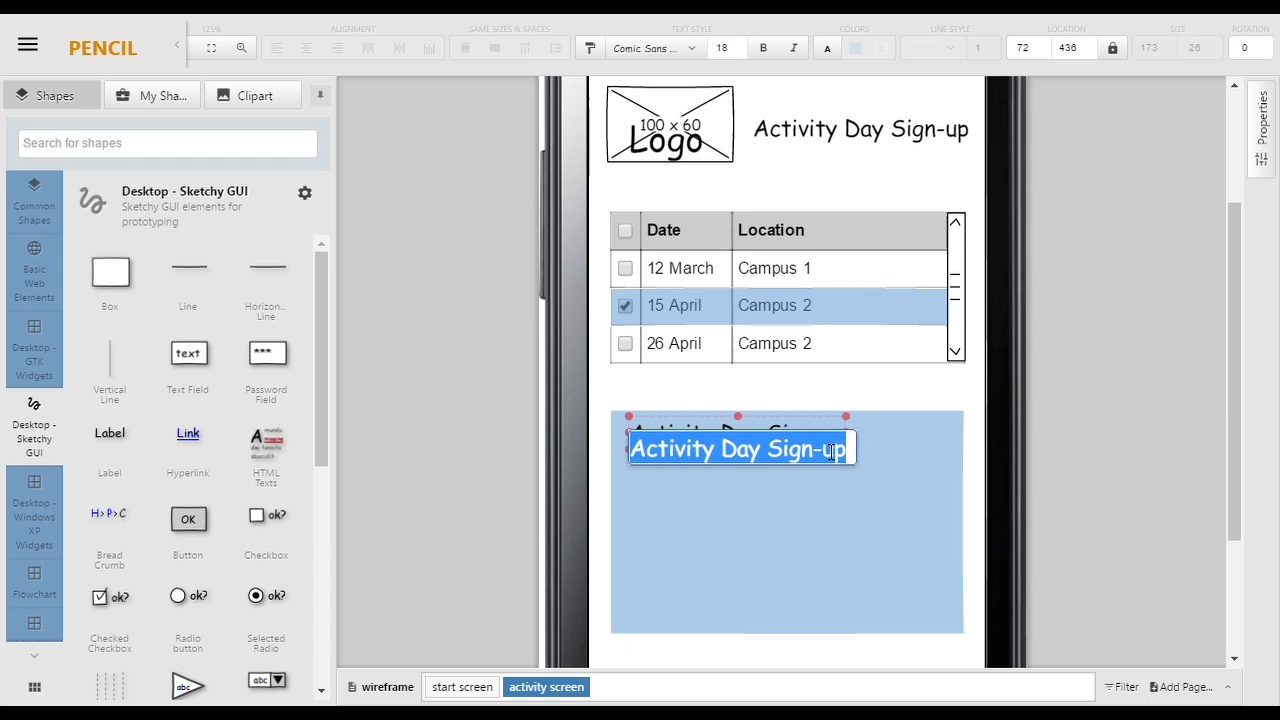 125% ALIGNMENT SAME SIZES & SPACES TEXT STYLE COLORS LINE STYLE LOCATION SIZE ROTATION
PENCIL Comic Sans ... 18 B I A 1 72 436 173 26 0
Shapes My Sha... Clipart
Search for shapes
Common Shapes
Basic Web Elements
Desktop - GTK Widgets
Desktop - Sketchy GUI
Desktop - Windows XP Widgets
Flowchart
Desktop - Sketchy GUI
Sketchy GUI elements for
prototyping
Box Line Horizon... Line
text ***
Vertical Line Text Field Password Field
Label Link A mundo magna dei fomito abaecdit
Label Hyperlink HTML Texts
H>P>C OK ok?
Bread Crumb Button Checkbox
ok? ok? ok?
Checked Checkbox Radio button Selected Radio
abc abc
100 x 60
Logo
Activity Day Sign-up
Date Location
12 March Campus 1
15 April Campus 2
26 April Campus 2
Activity Day Sign-up
Properties
wireframe start screen activity screen Filter Add Page...